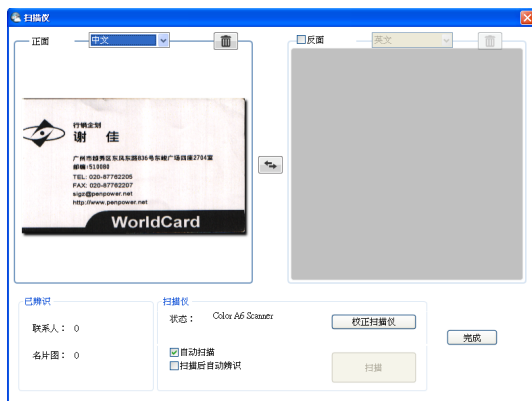 扫描仪
正面
中文
反面
英文
行销企划
谢 佳
广州市越秀区东风东路836号东峻广场四座2704室
邮编:510080
TEL: 020-87762205
FAX: 020-87762207
sigz@penpower.net
http://www.penpower.net
WorldCard
已辨识
联系人： 0
名片图： 0
扫描仪
状态： Color A6 Scanner
校正扫描仪
自动扫描
扫描后自动辨识
扫描
完成